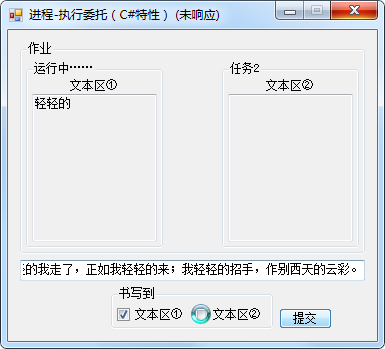 进程-执行委托（C#特性）(未响应)
作业
运行中……
文本区①
轻轻的
任务2
文本区②
的我走了，正如我轻轻的来；我轻轻的招手，作别西天的云彩。
书写到
文本区①
文本区②
提交